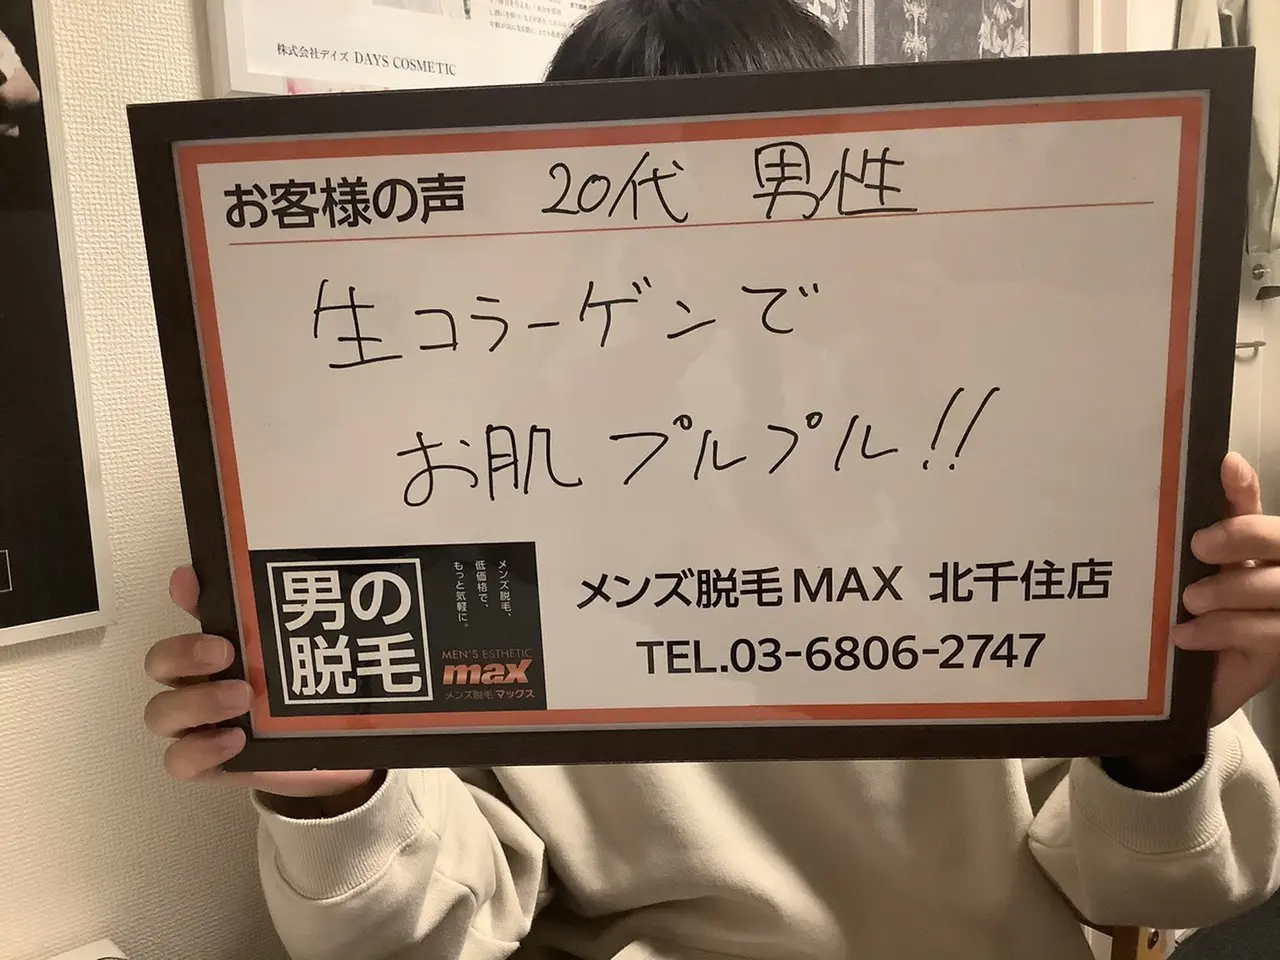 株式会社デイズ DAYS COSMETIC
お客様の声 20代 男性
生コラーゲンで
お肌プルプル!!
男の
脱毛
メンズ脱毛、
低価格で、
もっと気軽に。
MEN'S ESTHETIC
max
メンズ脱毛 マックス
メンズ脱毛MAX 北千住店
TEL.03-6806-2747